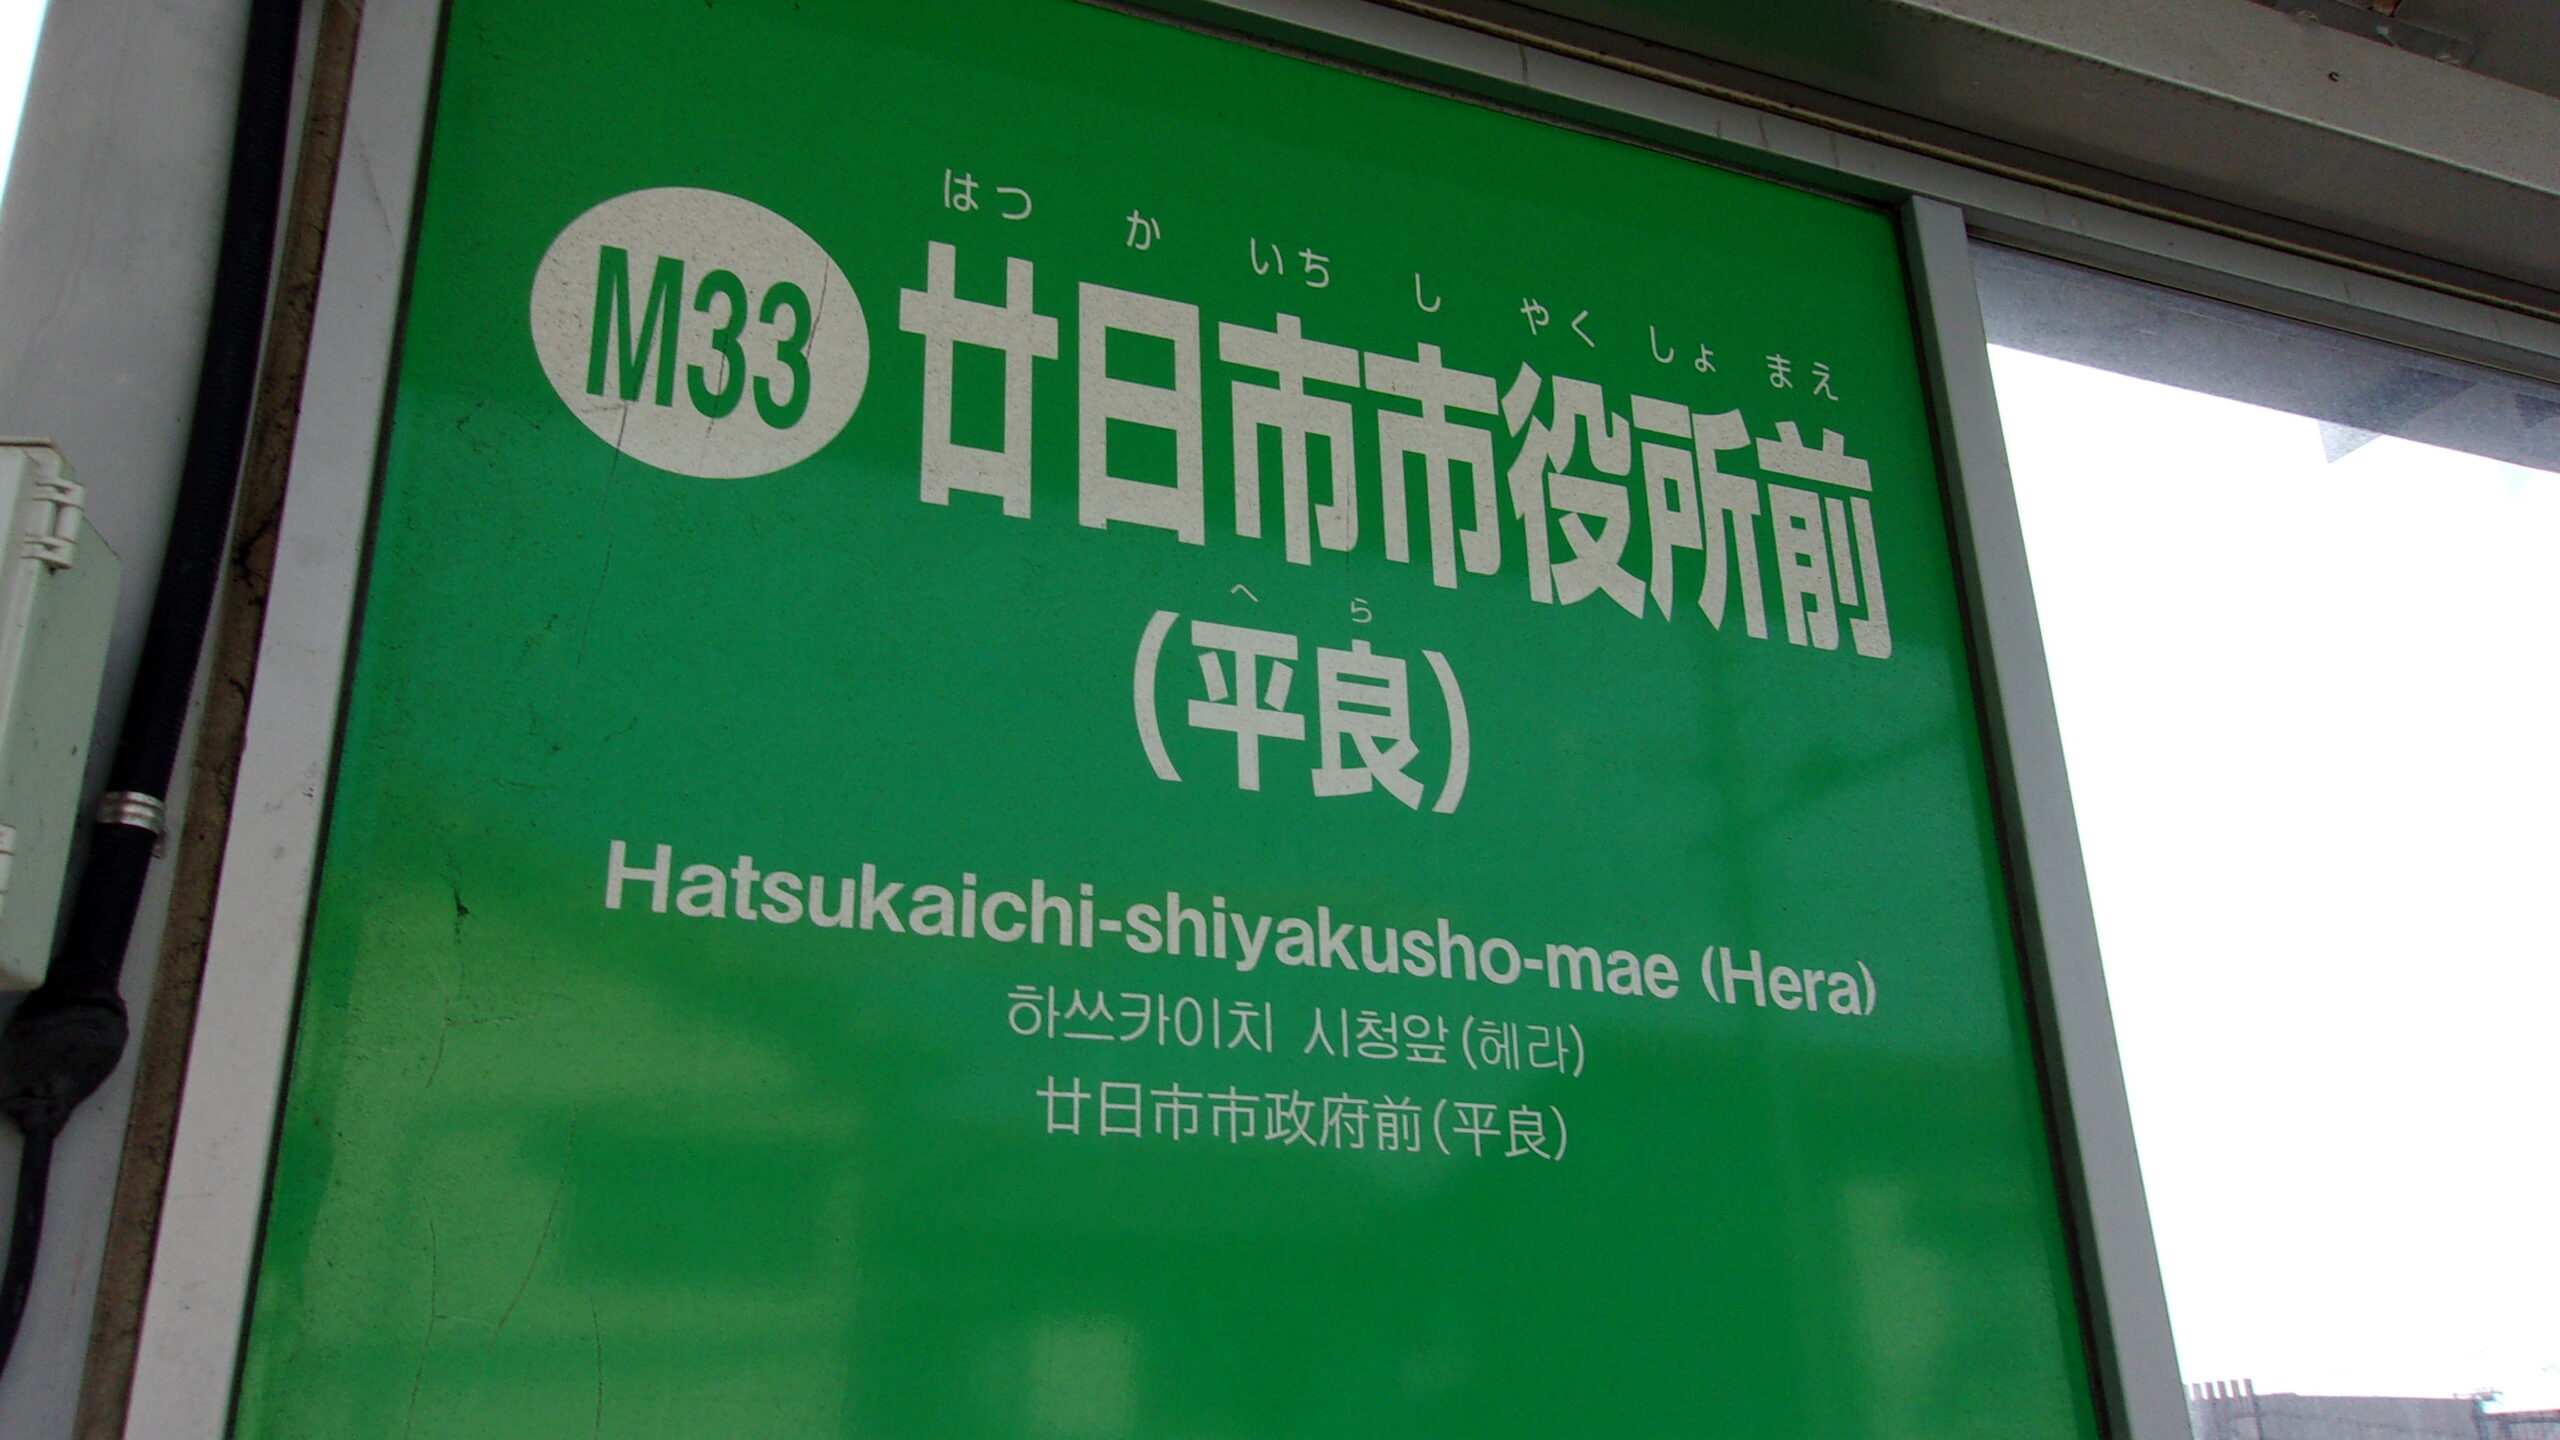 はつ か いち し やく しょ まえ
M33 廿日市市役所前
へ ら
(平良)
Hatsukaichi-shiyakusho-mae (Hera)
하쓰카이치 시청앞(헤라)
廿日市市政府前(平良)